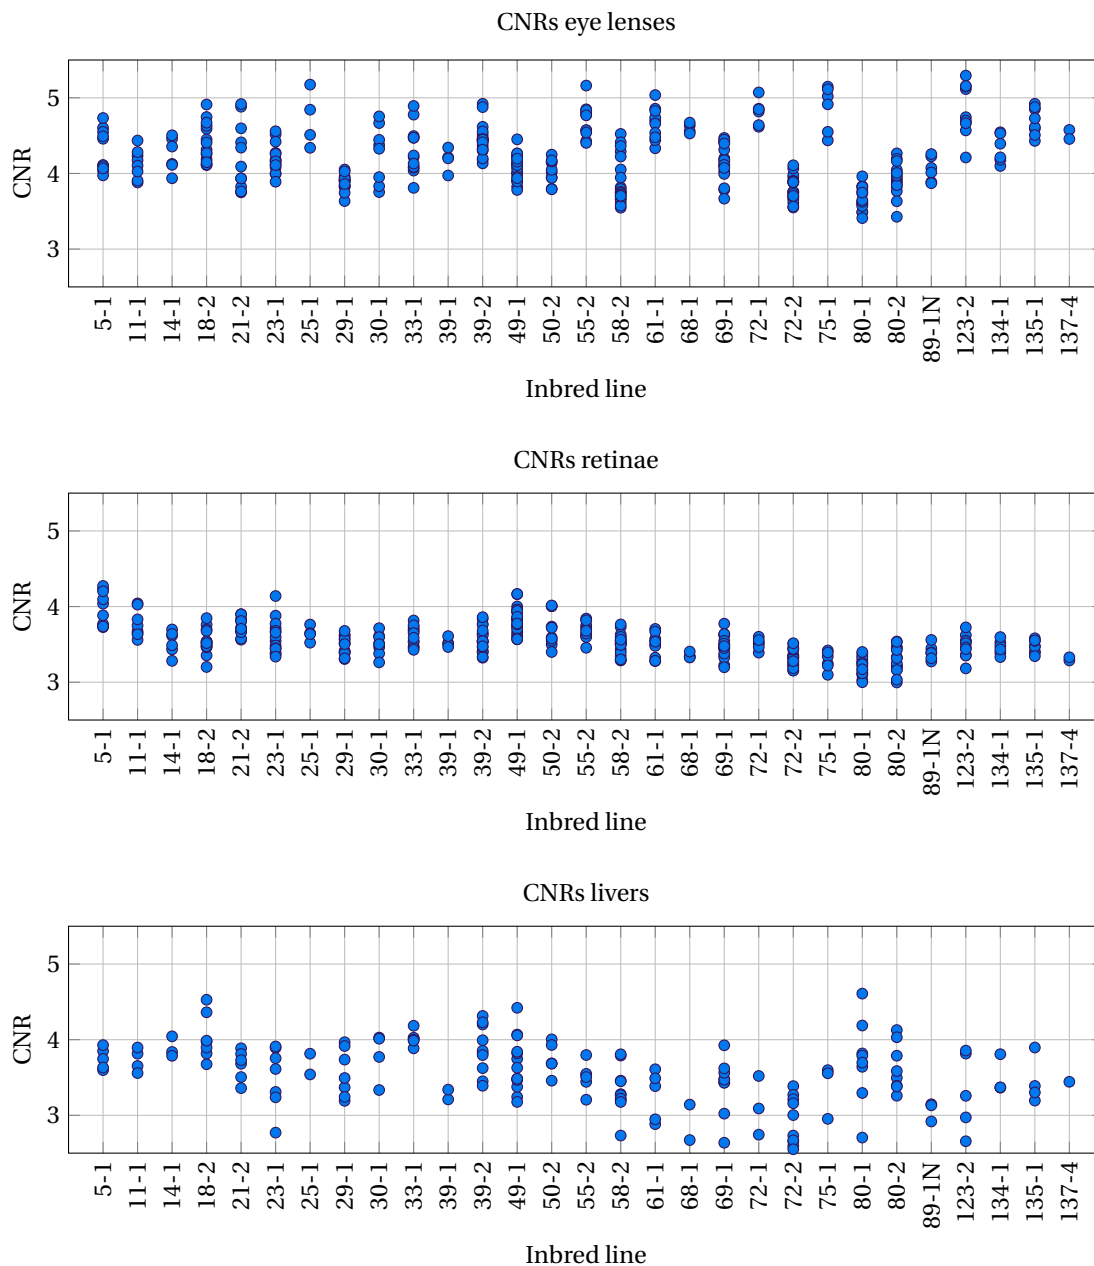 CNRs eye lenses
5
4
3
CNR
5-1 11-1 14-1 18-2 21-2 23-1 25-1 29-1 30-1 33-1 39-1 39-2 49-1 50-2 55-2 58-2 61-1 68-1 69-1 72-1 72-2 75-1 80-1 80-2 89-1N 123-2 134-1 135-1 137-4
Inbred line
CNRs retinae
5
4
3
CNR
5-1 11-1 14-1 18-2 21-2 23-1 25-1 29-1 30-1 33-1 39-1 39-2 49-1 50-2 55-2 58-2 61-1 68-1 69-1 72-1 72-2 75-1 80-1 80-2 89-1N 123-2 134-1 135-1 137-4
Inbred line
CNRs livers
5
4
3
CNR
5-1 11-1 14-1 18-2 21-2 23-1 25-1 29-1 30-1 33-1 39-1 39-2 49-1 50-2 55-2 58-2 61-1 68-1 69-1 72-1 72-2 75-1 80-1 80-2 89-1N 123-2 134-1 135-1 137-4
Inbred line